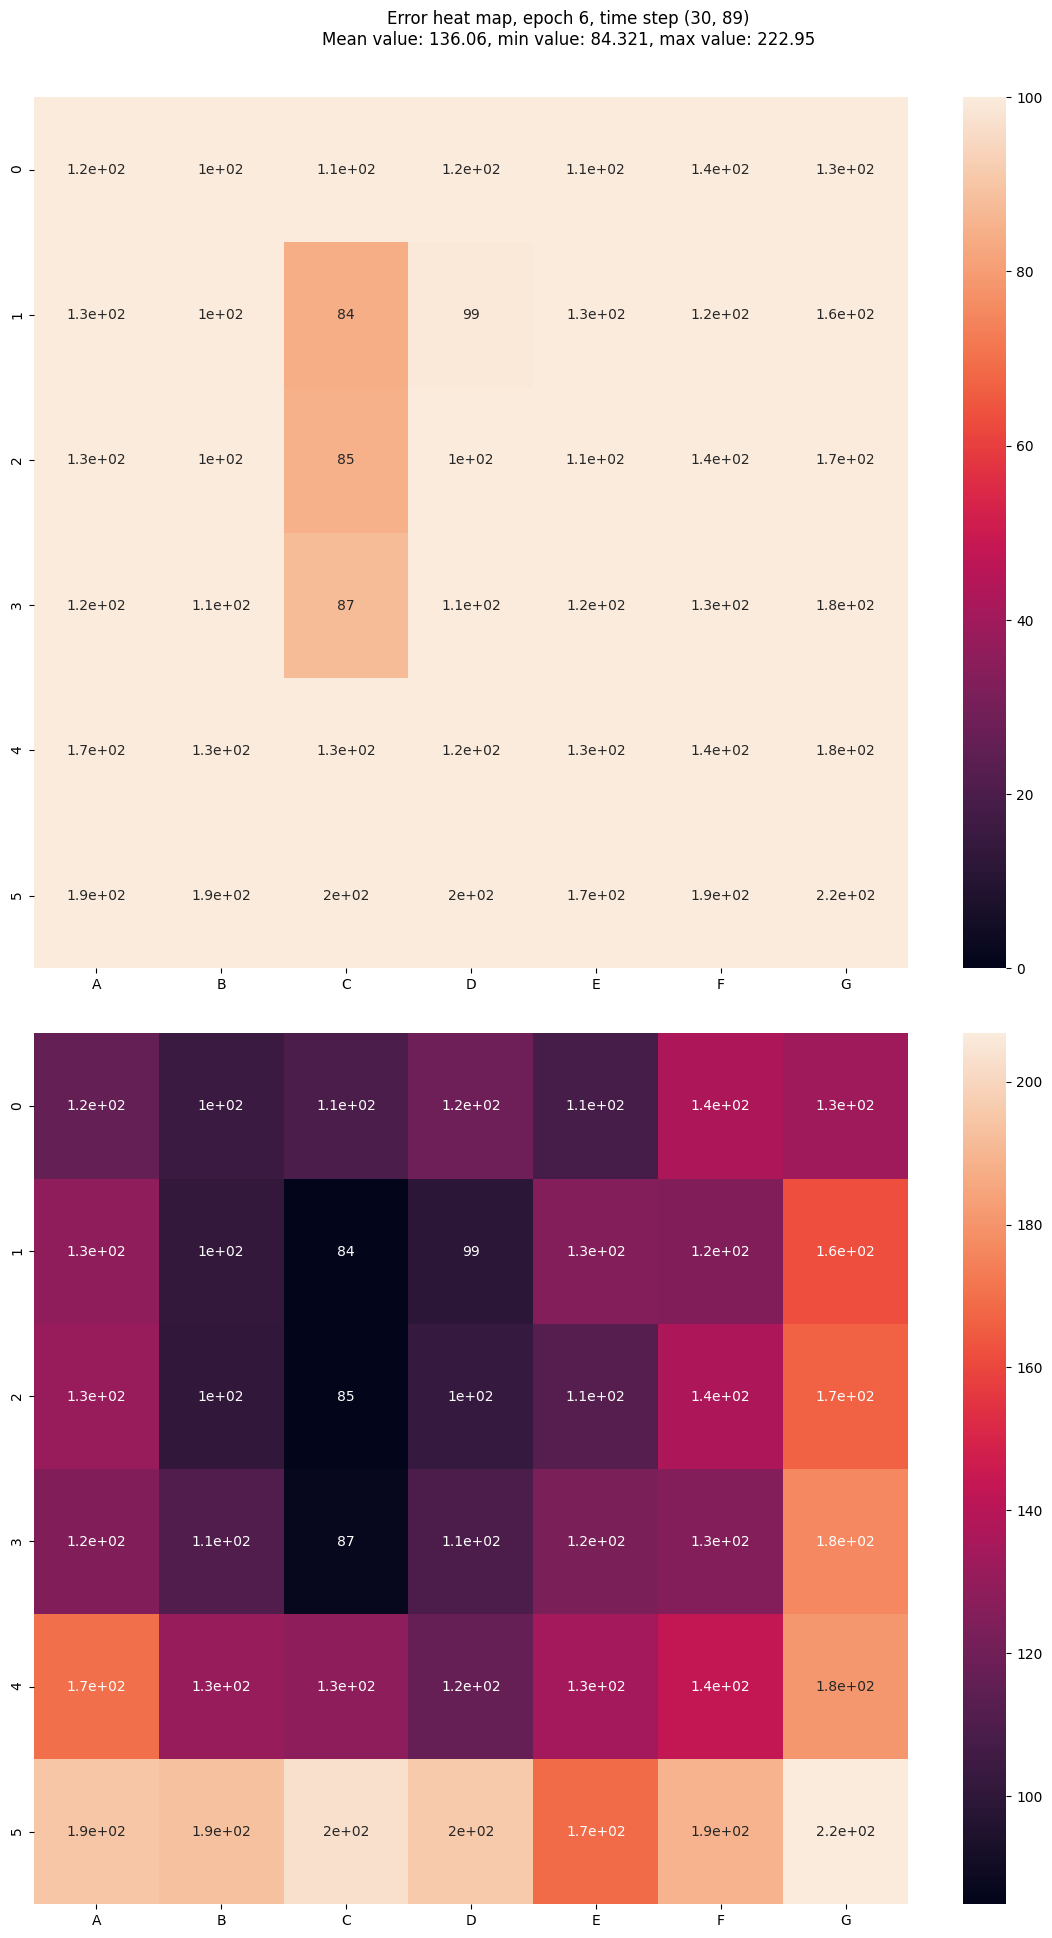 Error heat map, epoch 6, time step (30, 89)
Mean value: 136.06, min value: 84.321, max value: 222.95
0 1.2e+02 1e+02 1.1e+02 1.2e+02 1.1e+02 1.4e+02 1.3e+02
1 1.3e+02 1e+02 84 99 1.3e+02 1.2e+02 1.6e+02
2 1.3e+02 1e+02 85 1e+02 1.1e+02 1.4e+02 1.7e+02
3 1.2e+02 1.1e+02 87 1.1e+02 1.2e+02 1.3e+02 1.8e+02
4 1.7e+02 1.3e+02 1.3e+02 1.2e+02 1.3e+02 1.4e+02 1.8e+02
5 1.9e+02 1.9e+02 2e+02 2e+02 1.7e+02 1.9e+02 2.2e+02
A B C D E F G
100
80
60
40
20
0
0 1.2e+02 1e+02 1.1e+02 1.2e+02 1.1e+02 1.4e+02 1.3e+02
1 1.3e+02 1e+02 84 99 1.3e+02 1.2e+02 1.6e+02
2 1.3e+02 1e+02 85 1e+02 1.1e+02 1.4e+02 1.7e+02
3 1.2e+02 1.1e+02 87 1.1e+02 1.2e+02 1.3e+02 1.8e+02
4 1.7e+02 1.3e+02 1.3e+02 1.2e+02 1.3e+02 1.4e+02 1.8e+02
5 1.9e+02 1.9e+02 2e+02 2e+02 1.7e+02 1.9e+02 2.2e+02
A B C D E F G
200
180
160
140
120
100